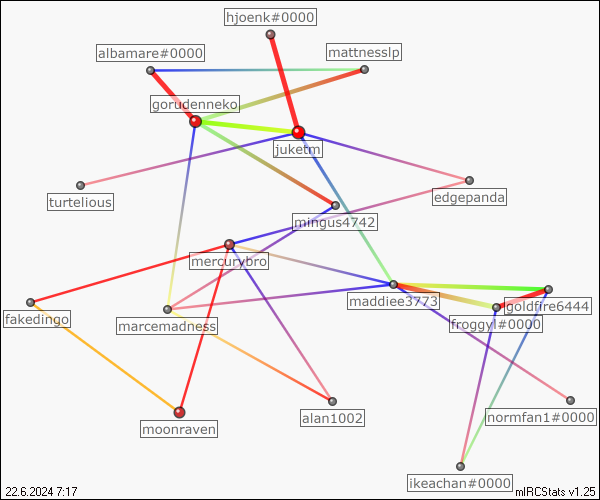 hjoenk#0000
albamare#0000
mattnesslp
gorudenneko
juketm
turtelious
edgepanda
mingus4742
mercurybro
maddiee3773
goldfire6444
fakedingo
marcemadness
froggyl#0000
moonraven
alan1002
normfan1#0000
ikeachan#0000
22.6.2024 7:17
mIRCStats v1.25